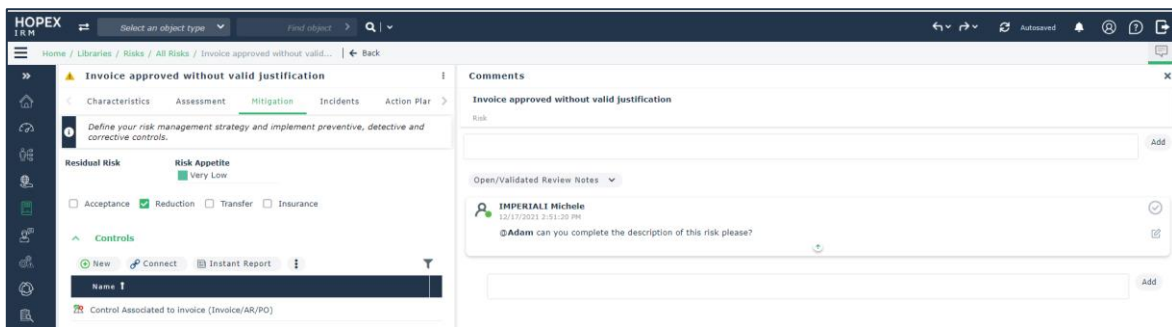 HOPEX
IRM
Select an object type
Find object
Autosaved
Home / Libraries / Risks / All Risks / Invoice approved without valid... Back
Invoice approved without valid justification
Characteristics Assessment Mitigation Incidents Action Plan
Define your risk management strategy and implement preventive, detective and
corrective controls.
Residual Risk Risk Appetite
Very Low
Acceptance Reduction Transfer Insurance
Controls
New Connect Instant Report
Name
Control Associated to invoice (Invoice/AR/PO)
Comments
Invoice approved without valid justification
Risk
Add
Open/Validated Review Notes
IMPERIALI Michele
12/17/2021 2:51:20 PM
@Adam can you complete the description of this risk please?
Add